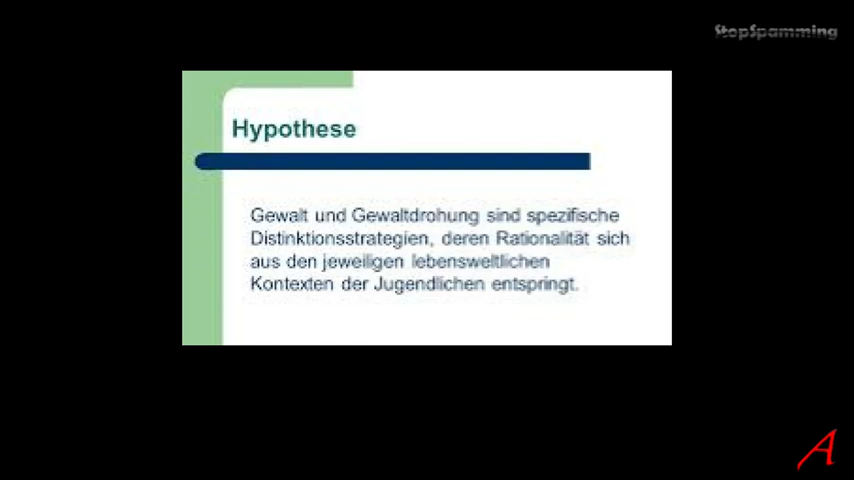 StopSpamming
Hypothese
Gewalt und Gewaltdrohung sind spezifische
Distinktionsstrategien, deren Rationalität sich
aus den jeweiligen lebensweltlichen
Kontexten der Jugendlichen entspringt.
A